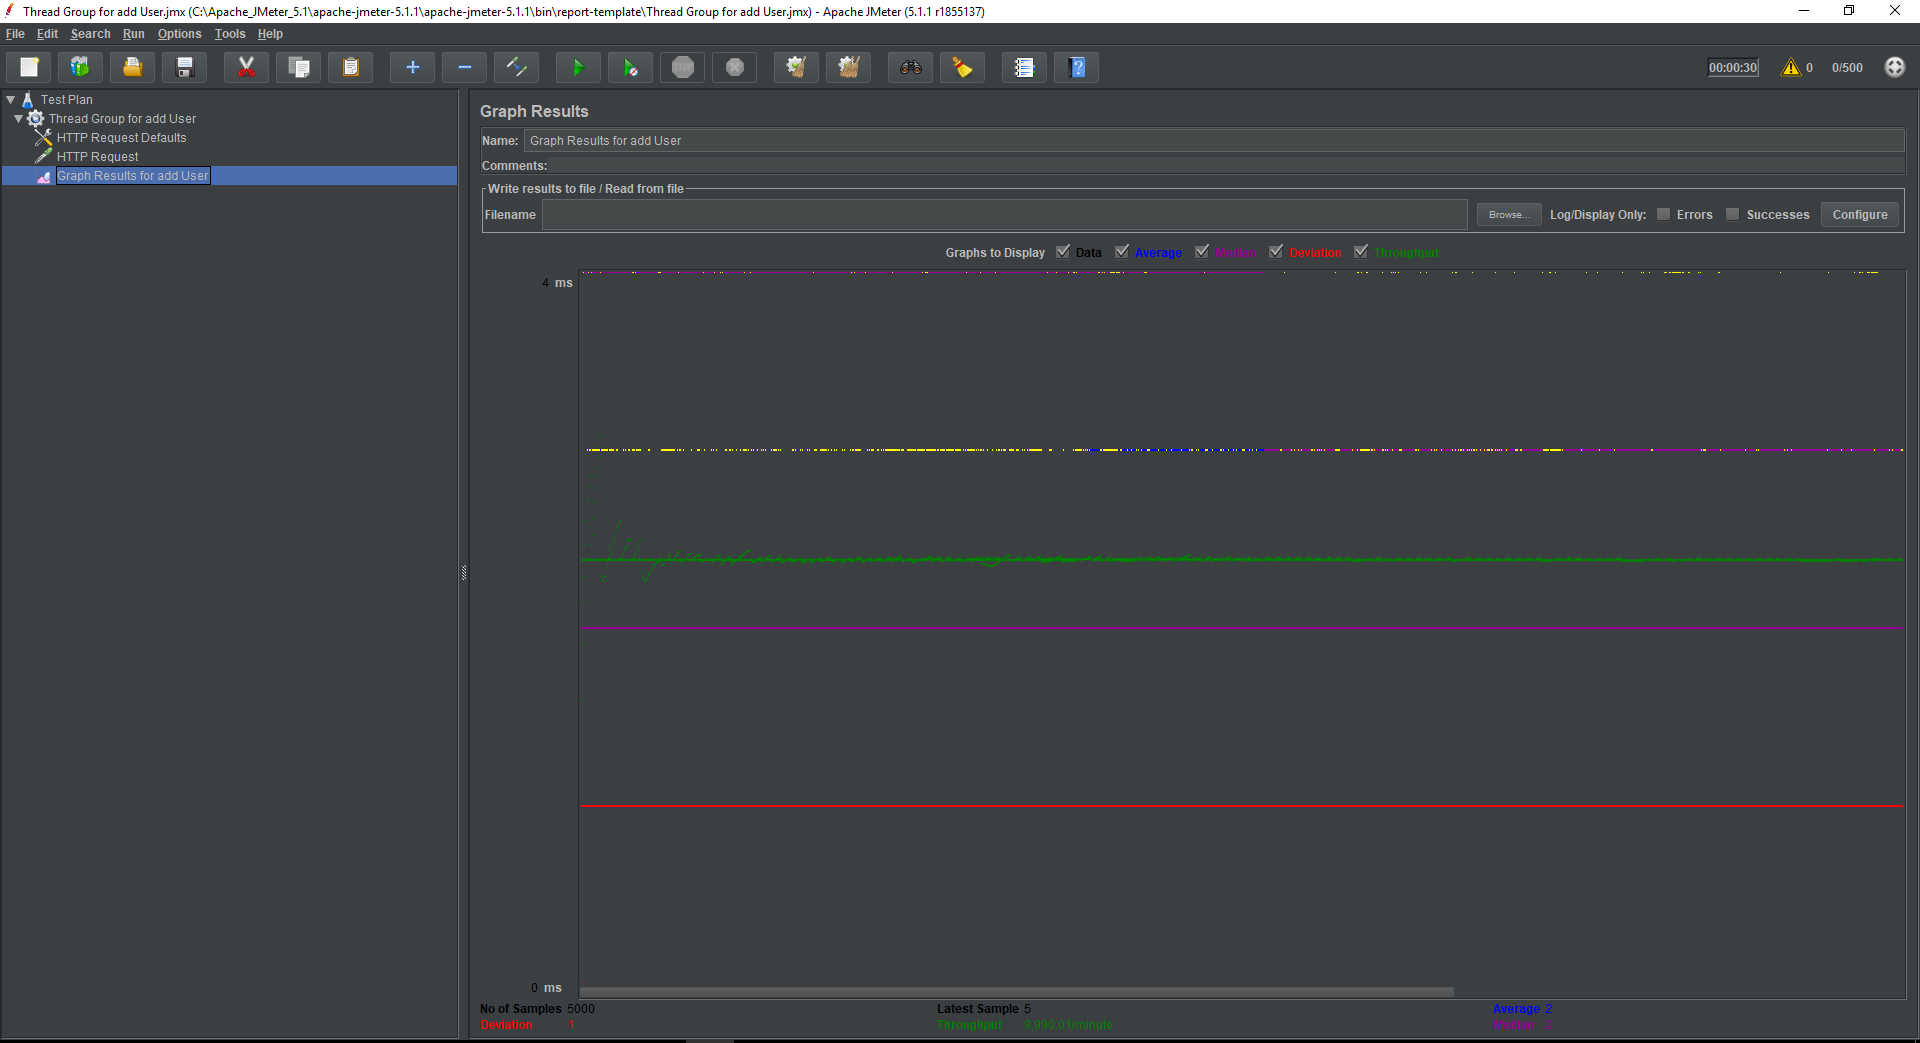 Thread Group for add User.jmx (C:\Apache_JMeter_5.1\apache-jmeter-5.1.1\apache-jmeter-5.1.1\bin\report-template\Thread Group for add User.jmx) - Apache JMeter (5.1.1 r1855137)
File Edit Search Run Options Tools Help
STOP
?
00:00:30 0 0/500
Test Plan
Thread Group for add User
HTTP Request Defaults
HTTP Request
Graph Results for add User
Graph Results
Name: Graph Results for add User
Comments:
Write results to file / Read from file
Filename Browse... Log/Display Only: Errors Successes Configure
Graphs to Display Data Average Median Deviation Throughput
4 ms
0 ms
No of Samples 5000 Latest Sample 5 Average 2
Deviation 1 Throughput 9,990.01/minute Median